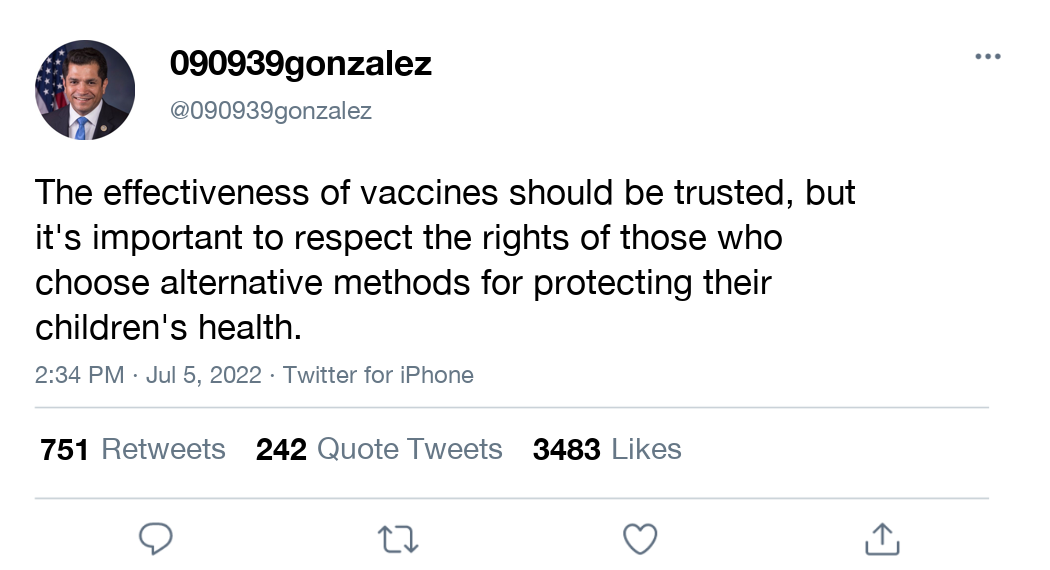 090939gonzalez
@090939gonzalez
The effectiveness of vaccines should be trusted, but
it's important to respect the rights of those who
choose alternative methods for protecting their
children's health.
2:34 PM · Jul 5, 2022 · Twitter for iPhone
751 Retweets 242 Quote Tweets 3483 Likes